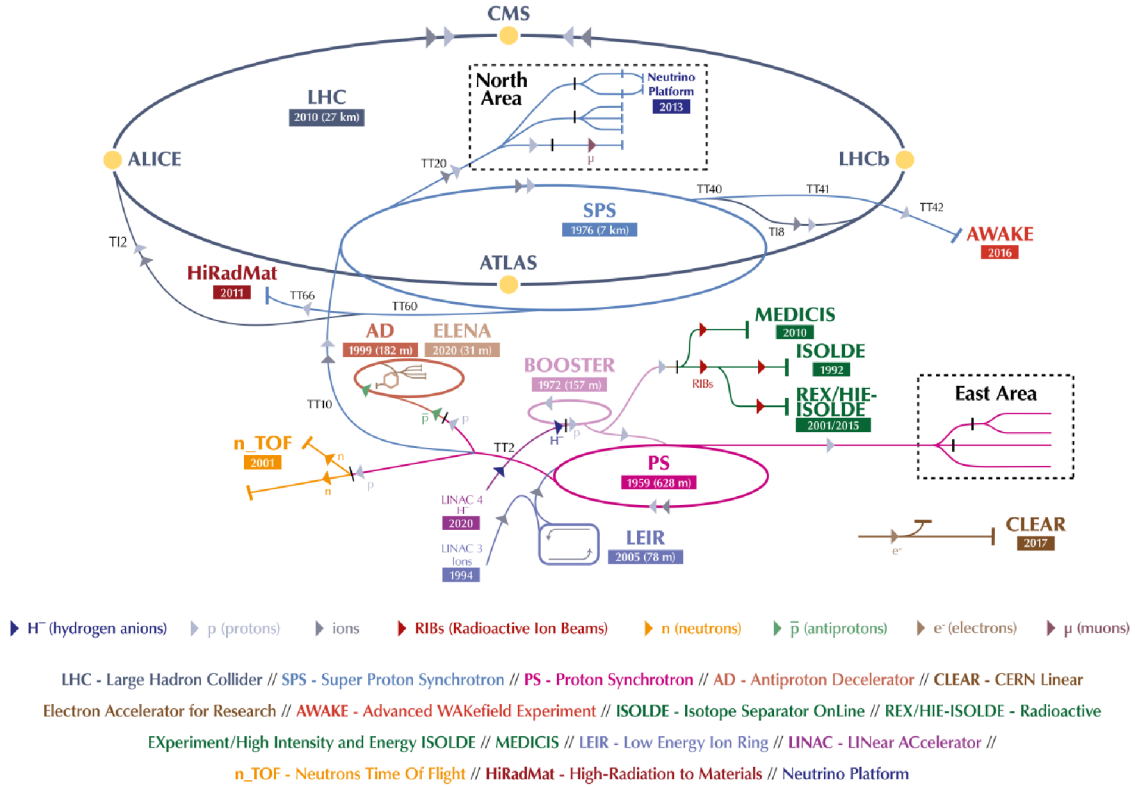 CMS
North
Area
Neutrino
Platform
2013
LHC
2010 (27 km)
ALICE
LHCb
TT20
μ
TT40
TT41
TT42
TI8
SPS
1976 (7 km)
AWAKE
2016
TI2
HiRadMat
2011
ATLAS
TT66
TT60
MEDICIS
2010
AD
1999 (182 m)
ELENA
2020 (31 m)
BOOSTER
1972 (157 m)
ISOLDE
1992
RIBs
REX/HIE-
ISOLDE
2001/2015
East Area
TT10
p̅
p
H⁻
p
n_TOF
2001
n
n
p
TT2
PS
1959 (628 m)
LINAC 4
H⁻
2020
LINAC 3
Ions
1994
LEIR
2005 (78 m)
e⁻
CLEAR
2017
H⁻ (hydrogen anions)
p (protons)
ions
RIBs (Radioactive Ion Beams)
n (neutrons)
p̅ (antiprotons)
e⁻ (electrons)
μ (muons)
LHC - Large Hadron Collider // SPS - Super Proton Synchrotron // PS - Proton Synchrotron // AD - Antiproton Decelerator // CLEAR - CERN Linear
Electron Accelerator for Research // AWAKE - Advanced WAKefield Experiment // ISOLDE - Isotope Separator OnLine // REX/HIE-ISOLDE - Radioactive
EXperiment/High Intensity and Energy ISOLDE // MEDICIS // LEIR - Low Energy Ion Ring // LINAC - LINear ACcelerator //
n_TOF - Neutrons Time Of Flight // HiRadMat - High-Radiation to Materials // Neutrino Platform